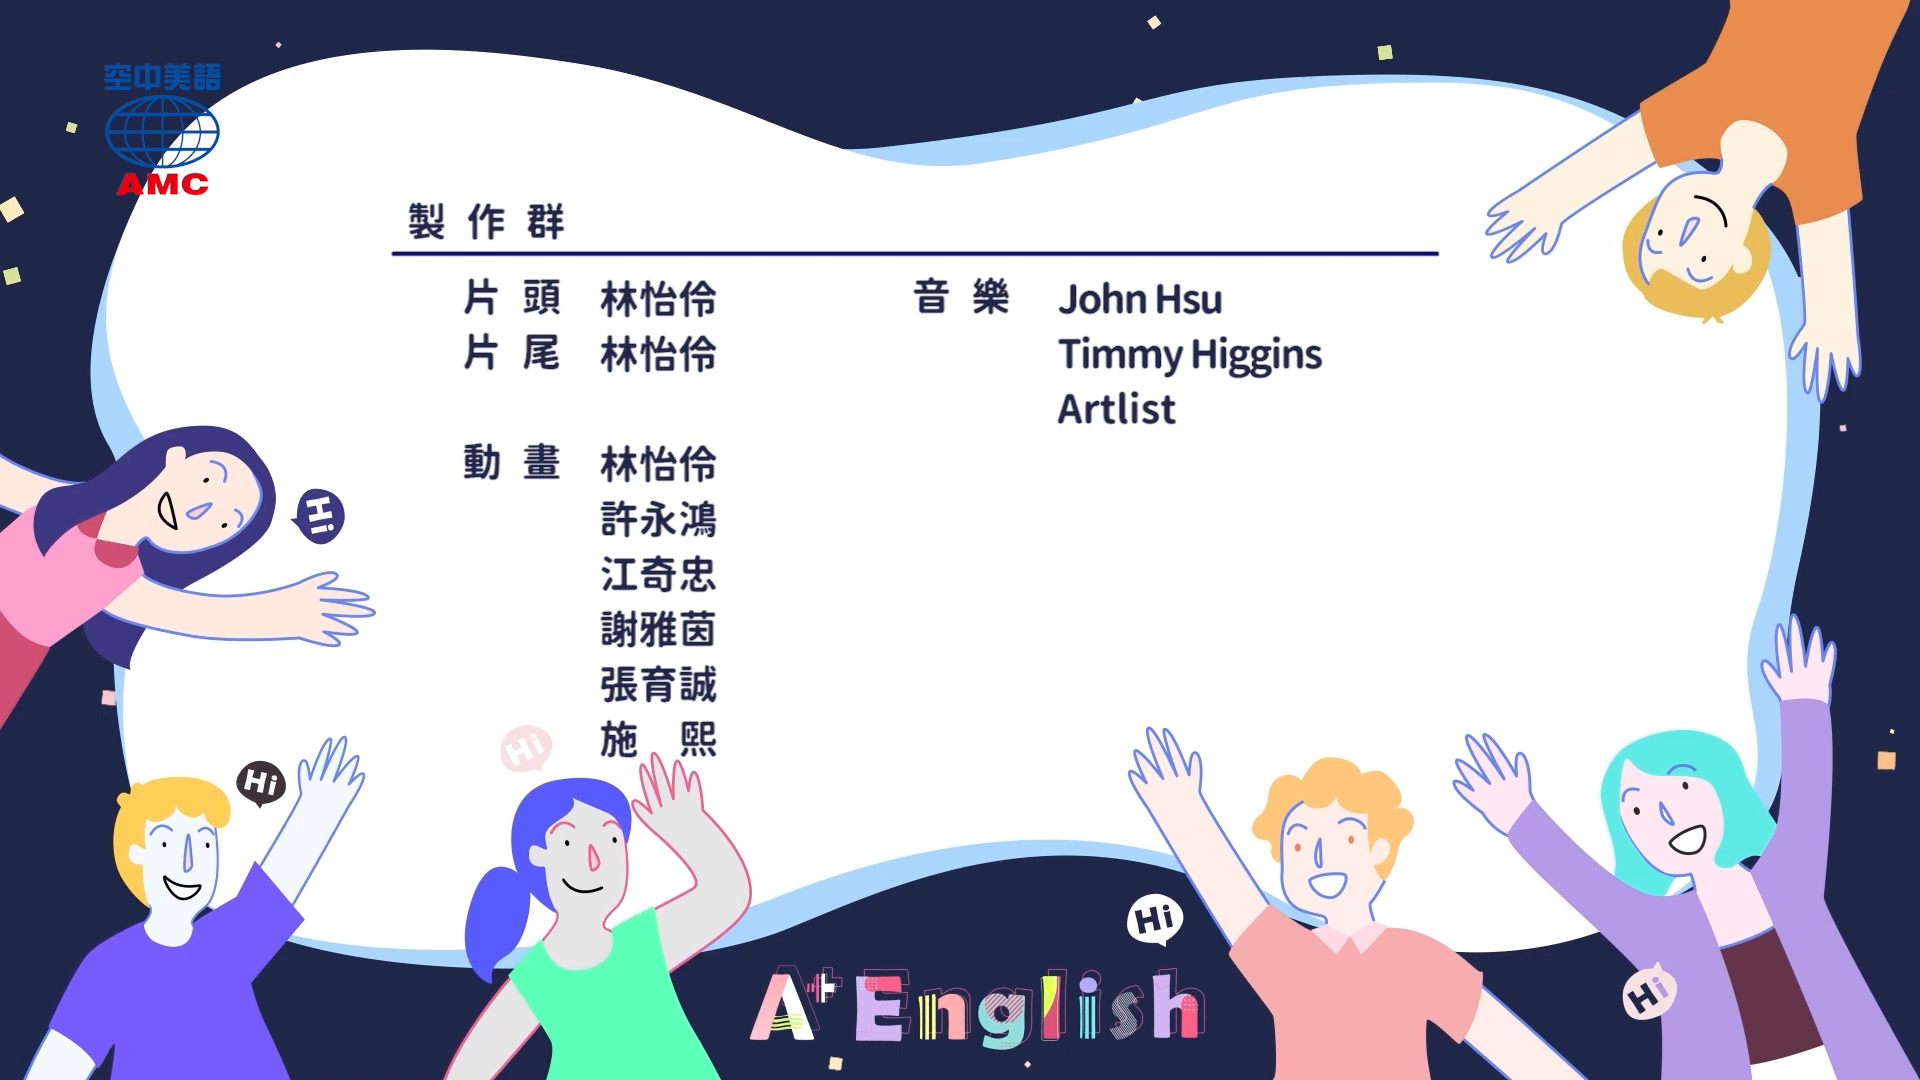 空中美語
AMC
製作群
片頭 林怡伶
片尾 林怡伶
動畫 林怡伶
許永鴻
江奇忠
謝雅茵
張育誠
施 熙
音樂 John Hsu
Timmy Higgins
Artlist
Hi
Hi
Hi
Hi
Hi
A+English